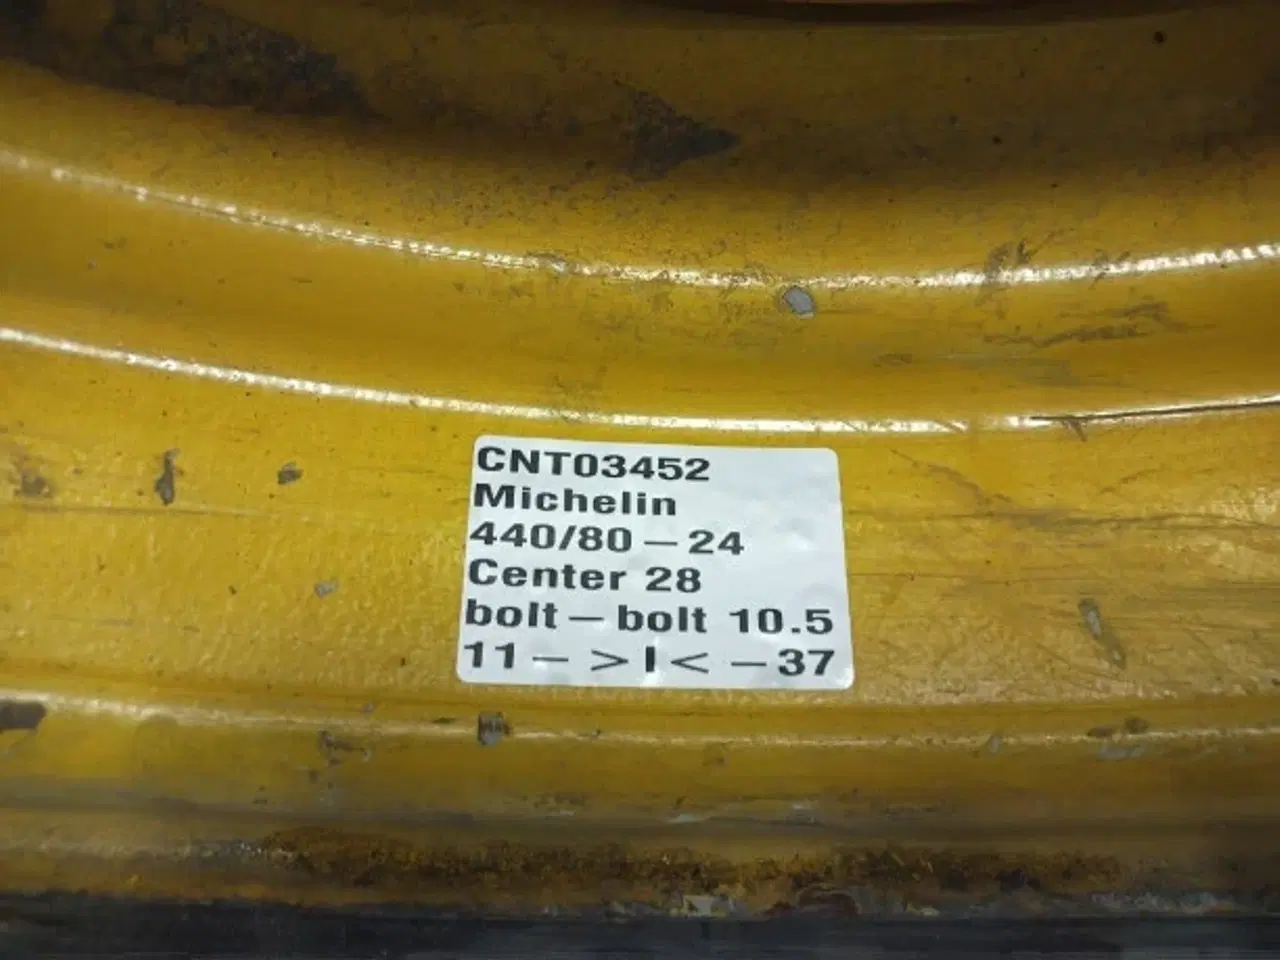 CNT03452
Michelin
440/80-24
Center 28
bolt-bolt 10.5
11-> I <-37